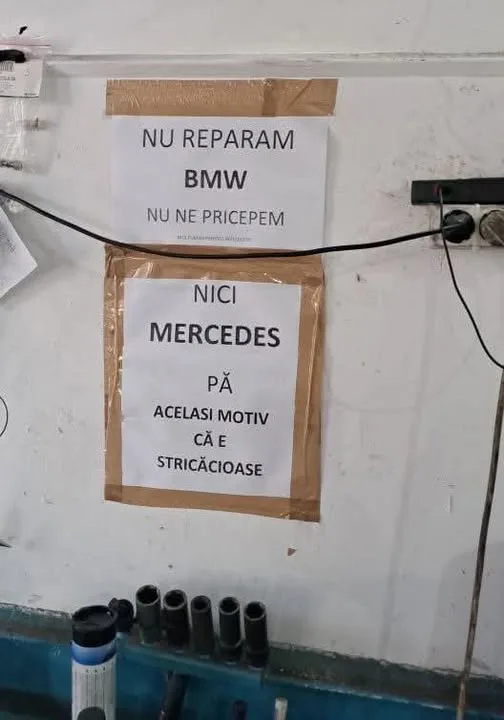 NU REPARAM
BMW
NU NE PRICEPEM
NICI
MERCEDES
PĂ
ACELASI MOTIV
CĂ E
STRICĂCIOASE